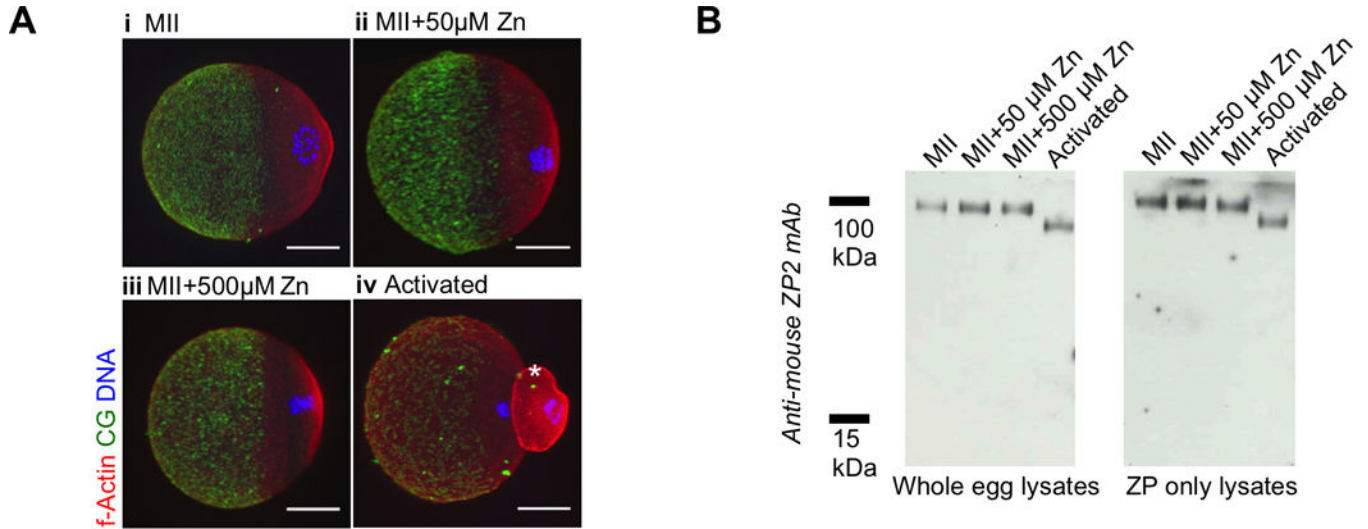 A
i MII
ii MII+50μM Zn
iii MII+500μM Zn
iv Activated
*
f-Actin CG DNA
B
MII
MII+50 μM Zn
MII+500 μM Zn
Activated
MII
MII+50 μM Zn
MII+500 μM Zn
Activated
Anti-mouse ZP2 mAb
100
kDa
15
kDa
Whole egg lysates
ZP only lysates